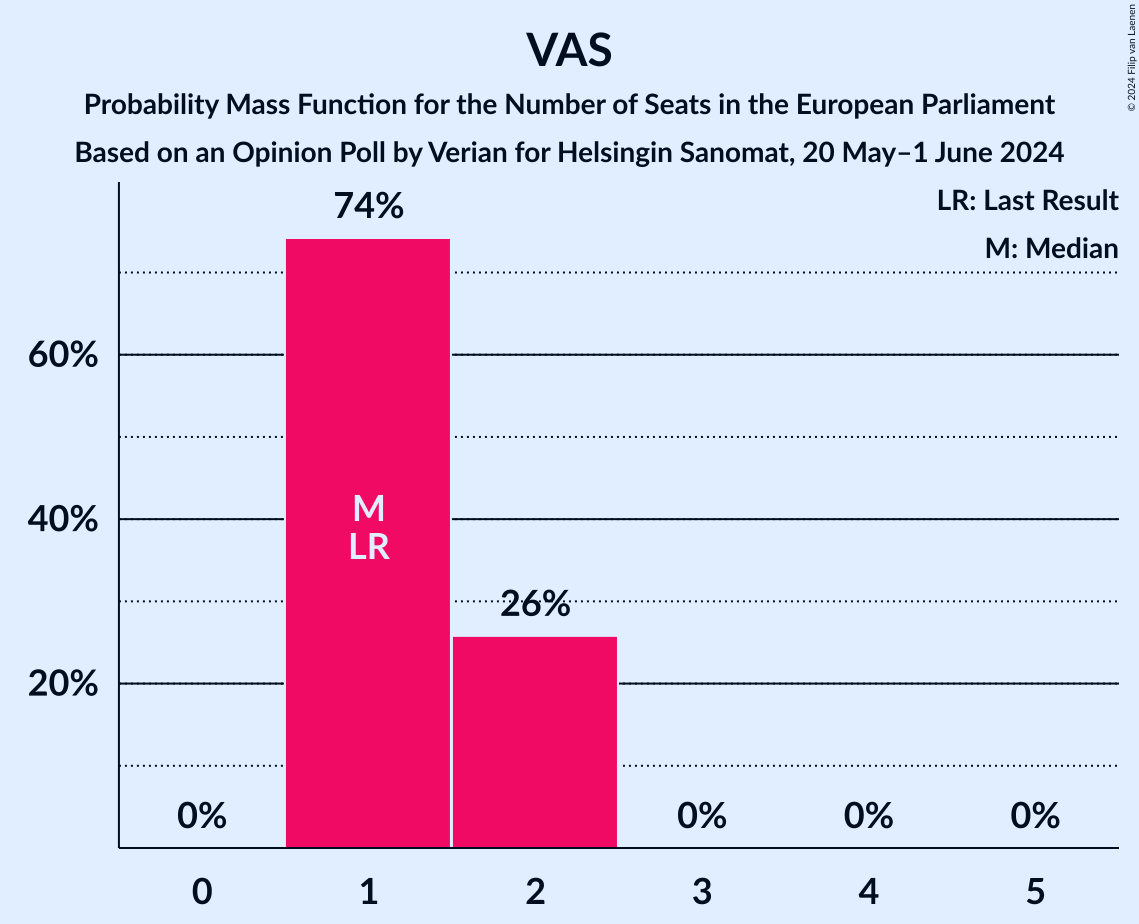 VAS
Probability Mass Function for the Number of Seats in the European Parliament
Based on an Opinion Poll by Verian for Helsingin Sanomat, 20 May–1 June 2024
© 2024 Filip van Laenen
LR: Last Result
M: Median
74%
60%
40%
20%
M
LR
26%
0%
0%
0%
0%
0
1
2
3
4
5